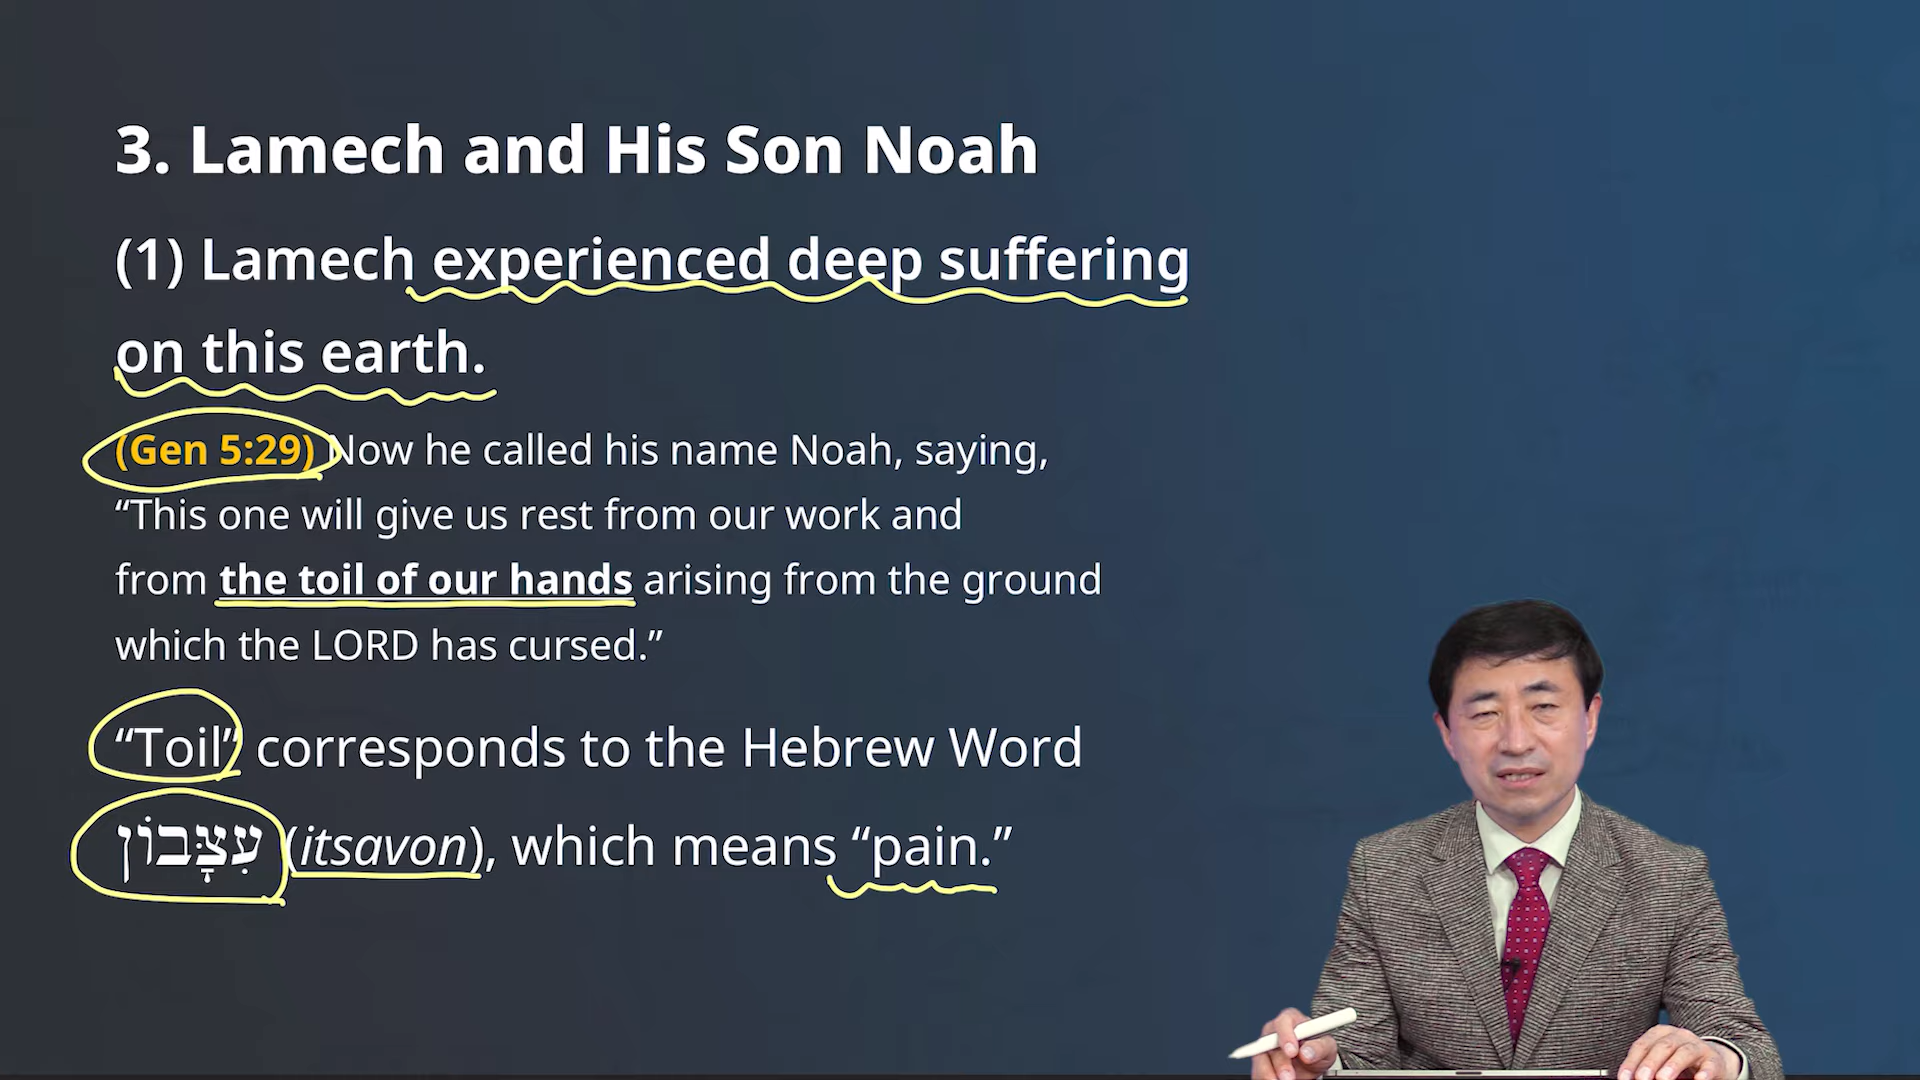 3. Lamech and His Son Noah
(1) Lamech experienced deep suffering
on this earth.
(Gen 5:29) Now he called his name Noah, saying,
“This one will give us rest from our work and
from the toil of our hands arising from the ground
which the LORD has cursed.”
“Toil” corresponds to the Hebrew Word
עִצָּבוֹן (itsavon), which means “pain.”